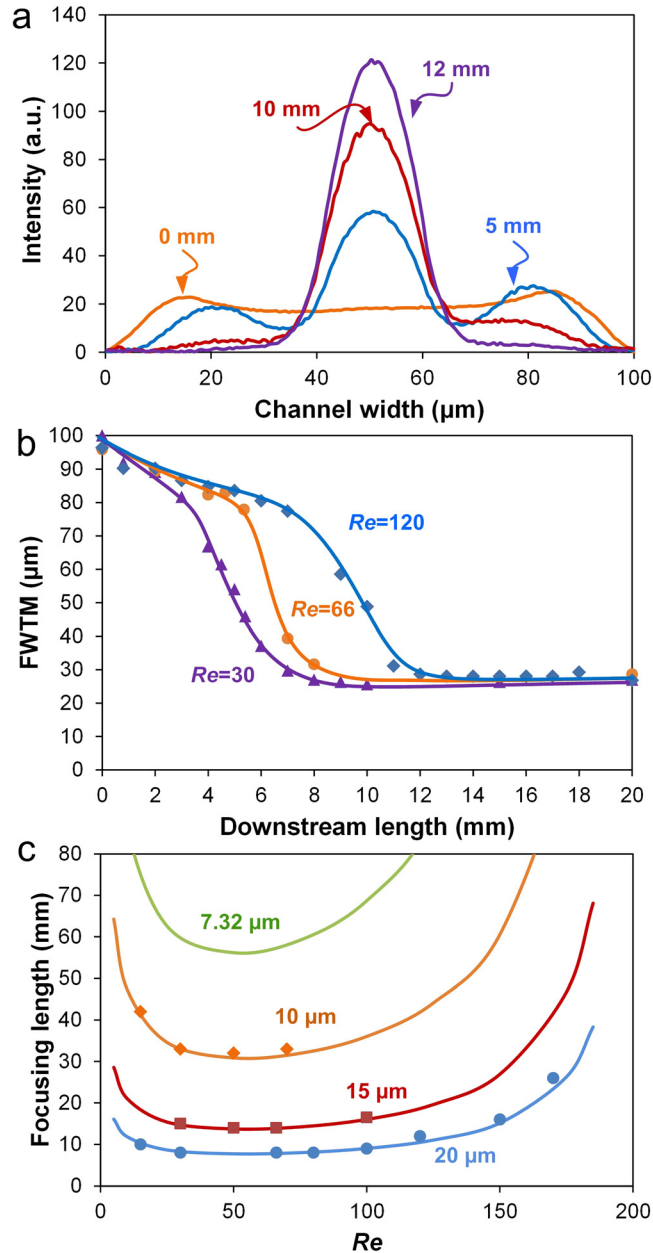 a
140
120
100
80
60
40
20
0
Intensity (a.u.)
12 mm
10 mm
0 mm
5 mm
0 20 40 60 80 100
Channel width (µm)
b
100
90
80
70
60
50
40
30
20
10
0
FWTM (µm)
Re=120
Re=66
Re=30
0 2 4 6 8 10 12 14 16 18 20
Downstream length (mm)
c
80
70
60
50
40
30
20
10
0
Focusing length (mm)
7.32 µm
10 µm
15 µm
20 µm
0 50 100 150 200
Re